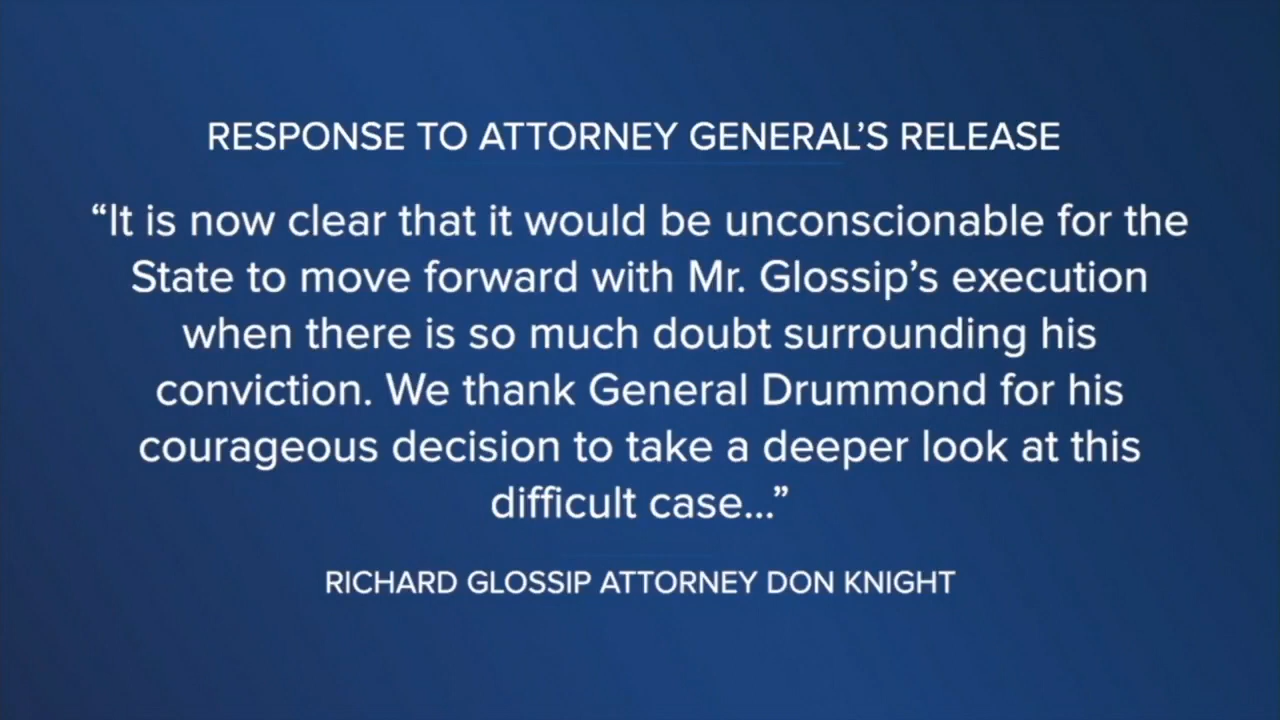 RESPONSE TO ATTORNEY GENERAL’S RELEASE
“It is now clear that it would be unconscionable for the
State to move forward with Mr. Glossip’s execution
when there is so much doubt surrounding his
conviction. We thank General Drummond for his
courageous decision to take a deeper look at this
difficult case...”
RICHARD GLOSSIP ATTORNEY DON KNIGHT